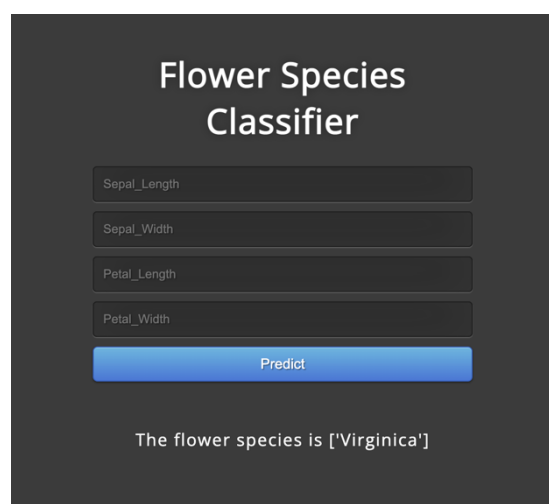 Flower Species
Classifier
Sepal_Length
Sepal_Width
Petal_Length
Petal_Width
Predict
The flower species is ['Virginica']